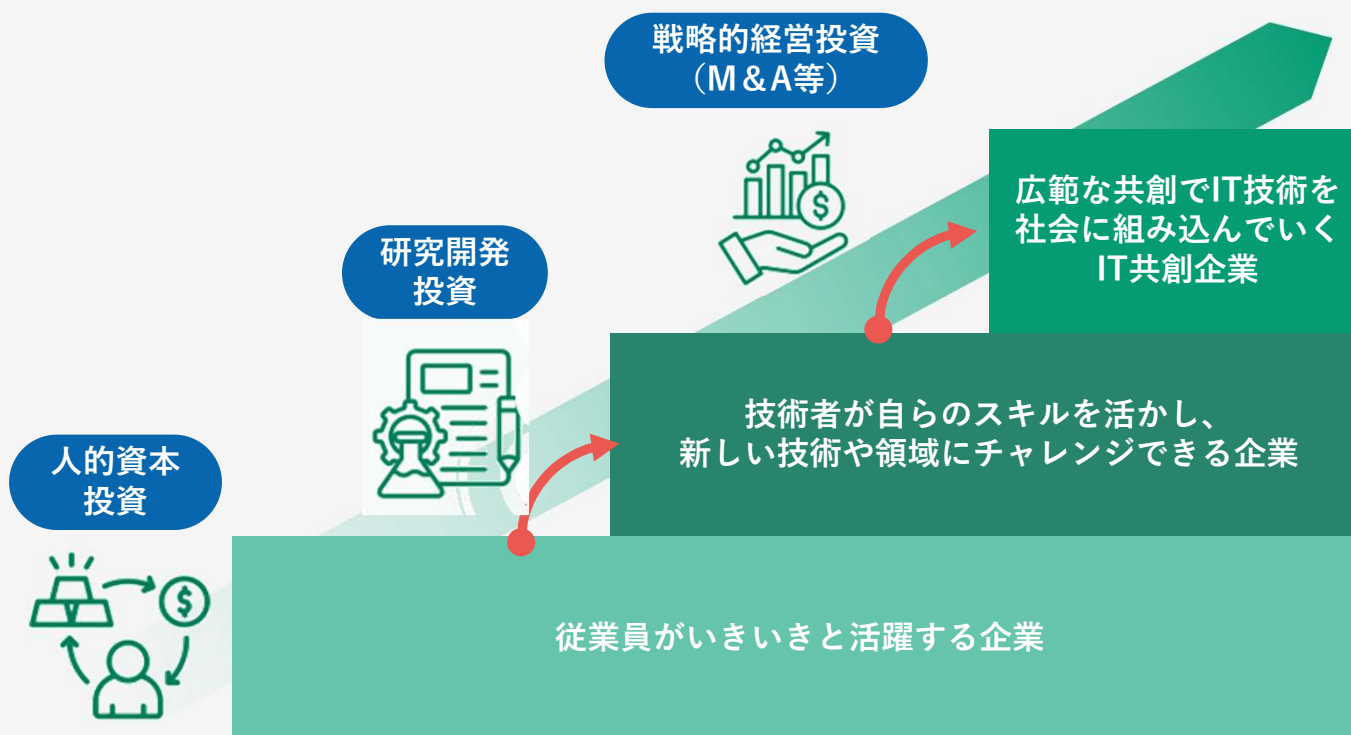 戦略的経営投資
（M&A等）
広範な共創でIT技術を
社会に組み込んでいく
IT共創企業
研究開発
投資
技術者が自らのスキルを活かし、
新しい技術や領域にチャレンジできる企業
人的資本
投資
従業員がいきいきと活躍する企業